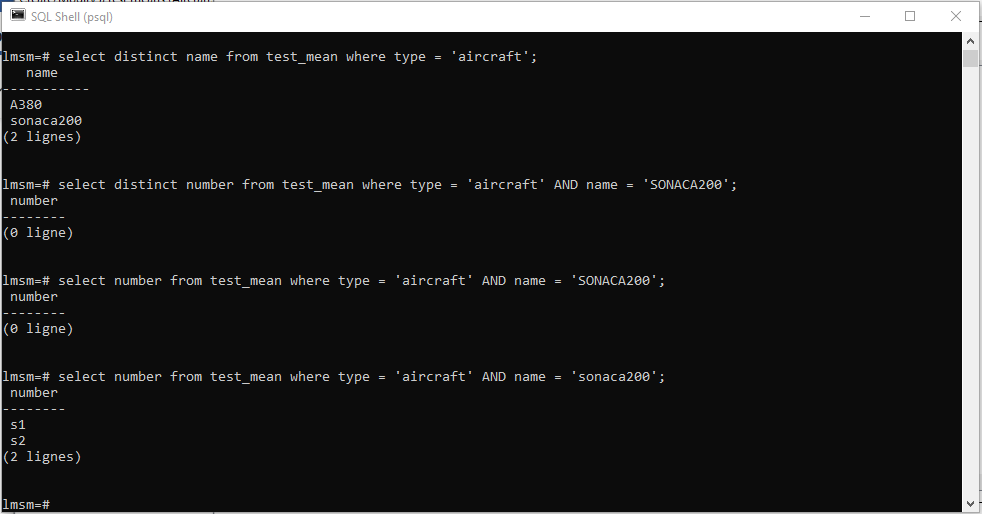 SQL Shell (psql)
lmsm=# select distinct name from test_mean where type = 'aircraft';
   name
-----------
 A380
 sonaca200
(2 lignes)
lmsm=# select distinct number from test_mean where type = 'aircraft' AND name = 'SONACA200';
 number
--------
(0 ligne)
lmsm=# select number from test_mean where type = 'aircraft' AND name = 'SONACA200';
 number
--------
(0 ligne)
lmsm=# select number from test_mean where type = 'aircraft' AND name = 'sonaca200';
 number
--------
 s1
 s2
(2 lignes)
lmsm=#